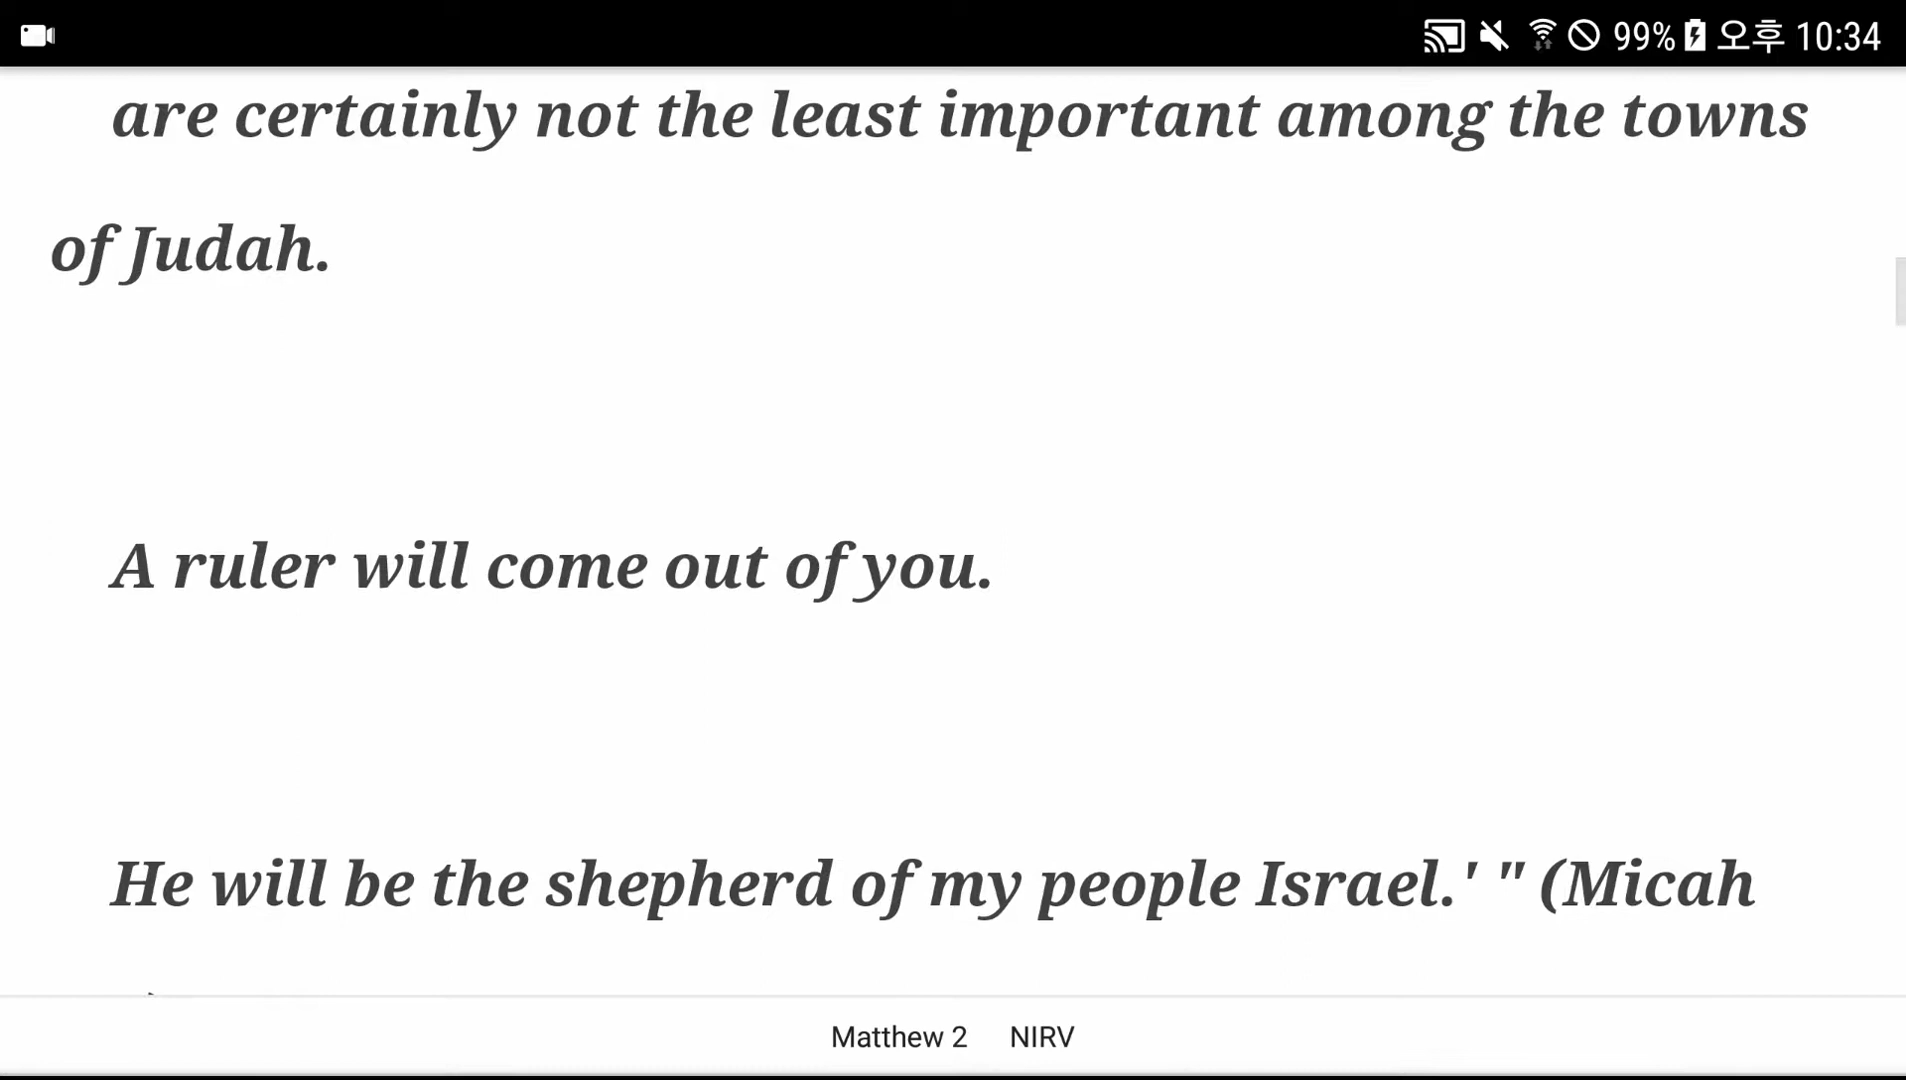 99% 오후 10:34
are certainly not the least important among the towns
of Judah.
A ruler will come out of you.
He will be the shepherd of my people Israel.' " (Micah
Matthew 2 NIRV